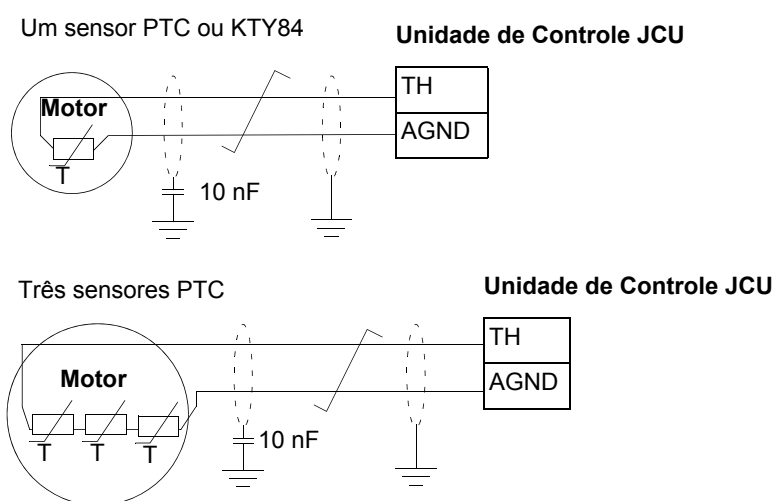 Um sensor PTC ou KTY84
Unidade de Controle JCU
TH
Motor
AGND
T
10 nF
Três sensores PTC
Unidade de Controle JCU
TH
Motor
AGND
T T T
10 nF